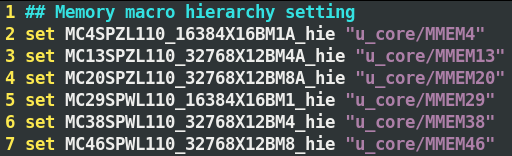 1 ## Memory macro hierarchy setting
2 set MC4SPZL110_16384X16BM1A_hie "u_core/MMEM4"
3 set MC13SPZL110_32768X12BM4A_hie "u_core/MMEM13"
4 set MC20SPZL110_32768X12BM8A_hie "u_core/MMEM20"
5 set MC29SPWL110_16384X16BM1_hie "u_core/MMEM29"
6 set MC38SPWL110_32768X12BM4_hie "u_core/MMEM38"
7 set MC46SPWL110_32768X12BM8_hie "u_core/MMEM46"